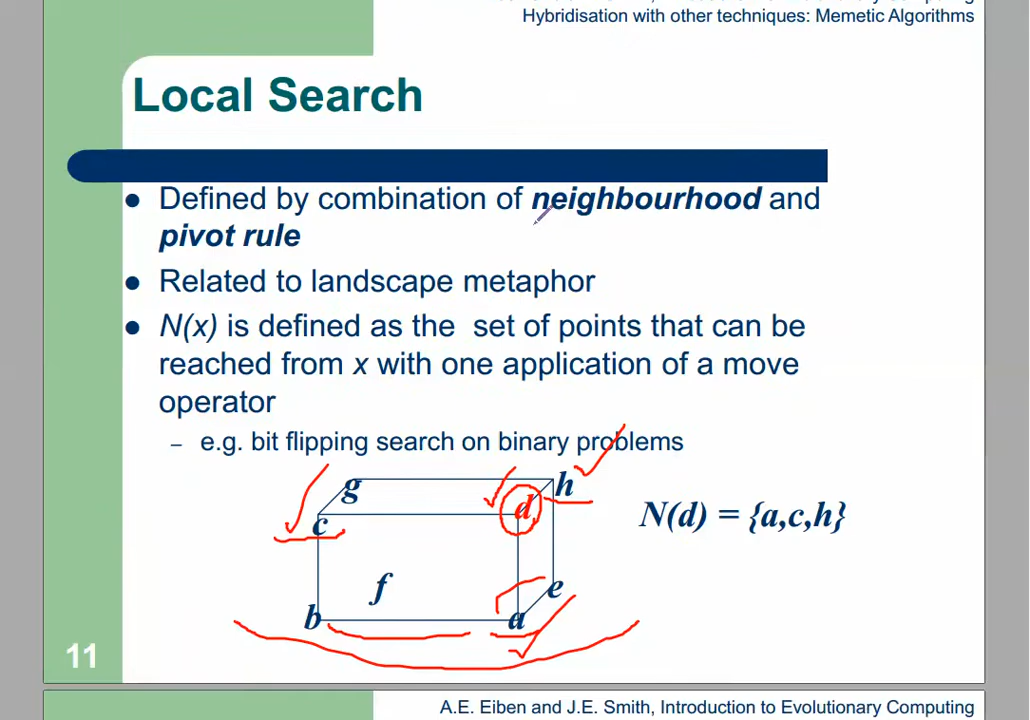 Hybridisation with other techniques: Memetic Algorithms
Local Search
Defined by combination of neighbourhood and
pivot rule
Related to landscape metaphor
N(x) is defined as the set of points that can be
reached from x with one application of a move
operator
– e.g. bit flipping search on binary problems
g
h
c
d
N(d) = {a,c,h}
f
e
b
a
11
A.E. Eiben and J.E. Smith, Introduction to Evolutionary Computing